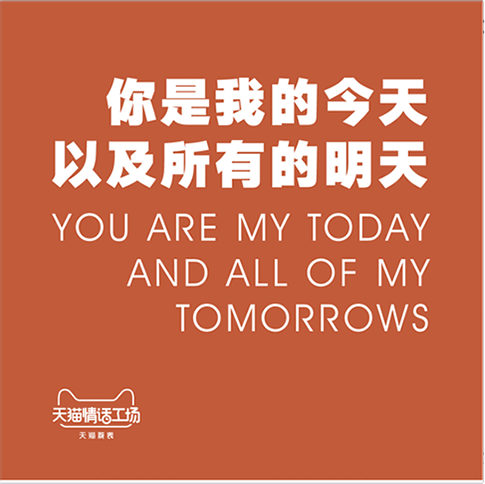 你是我的今天
以及所有的明天
YOU ARE MY TODAY
AND ALL OF MY
TOMORROWS
天猫情话工场
天猫腕表